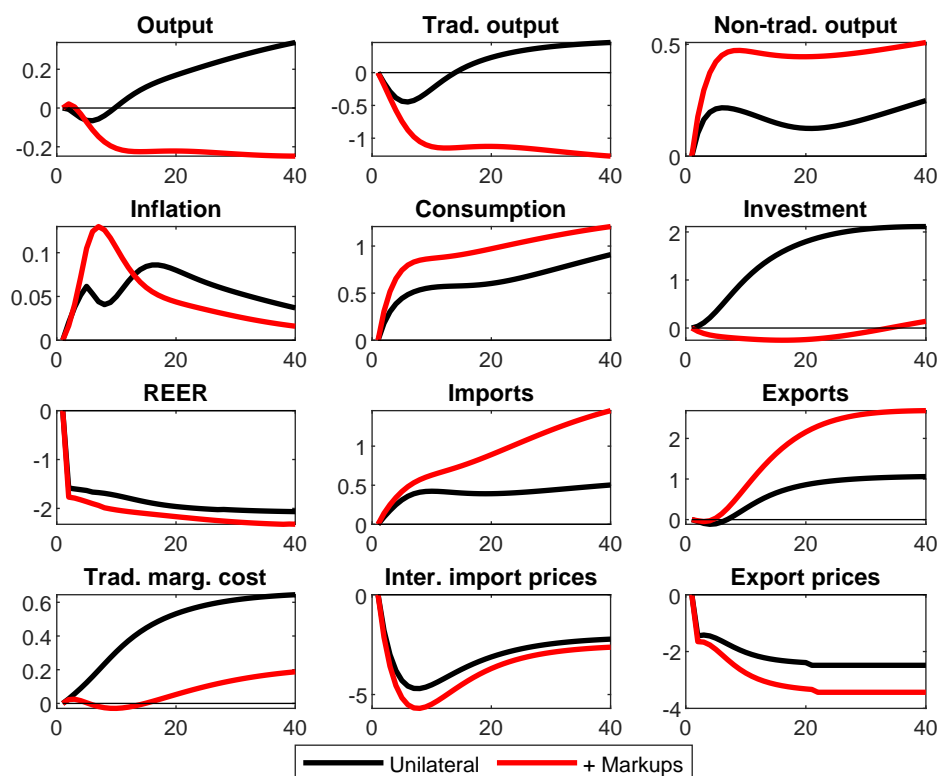 Output
Trad. output
Non-trad. output
0.2
0
-0.2
0 20 40
0
-0.5
-1
0 20 40
0.5
0
0 20 40
Inflation
Consumption
Investment
0.1
0.05
0
0 20 40
1
0.5
0
0 20 40
2
1
0
0 20 40
REER
Imports
Exports
0
-1
-2
0 20 40
1
0.5
0
0 20 40
2
1
0
0 20 40
Trad. marg. cost
Inter. import prices
Export prices
0.6
0.4
0.2
0
0 20 40
0
-5
0 20 40
0
-2
-4
0 20 40
Unilateral + Markups